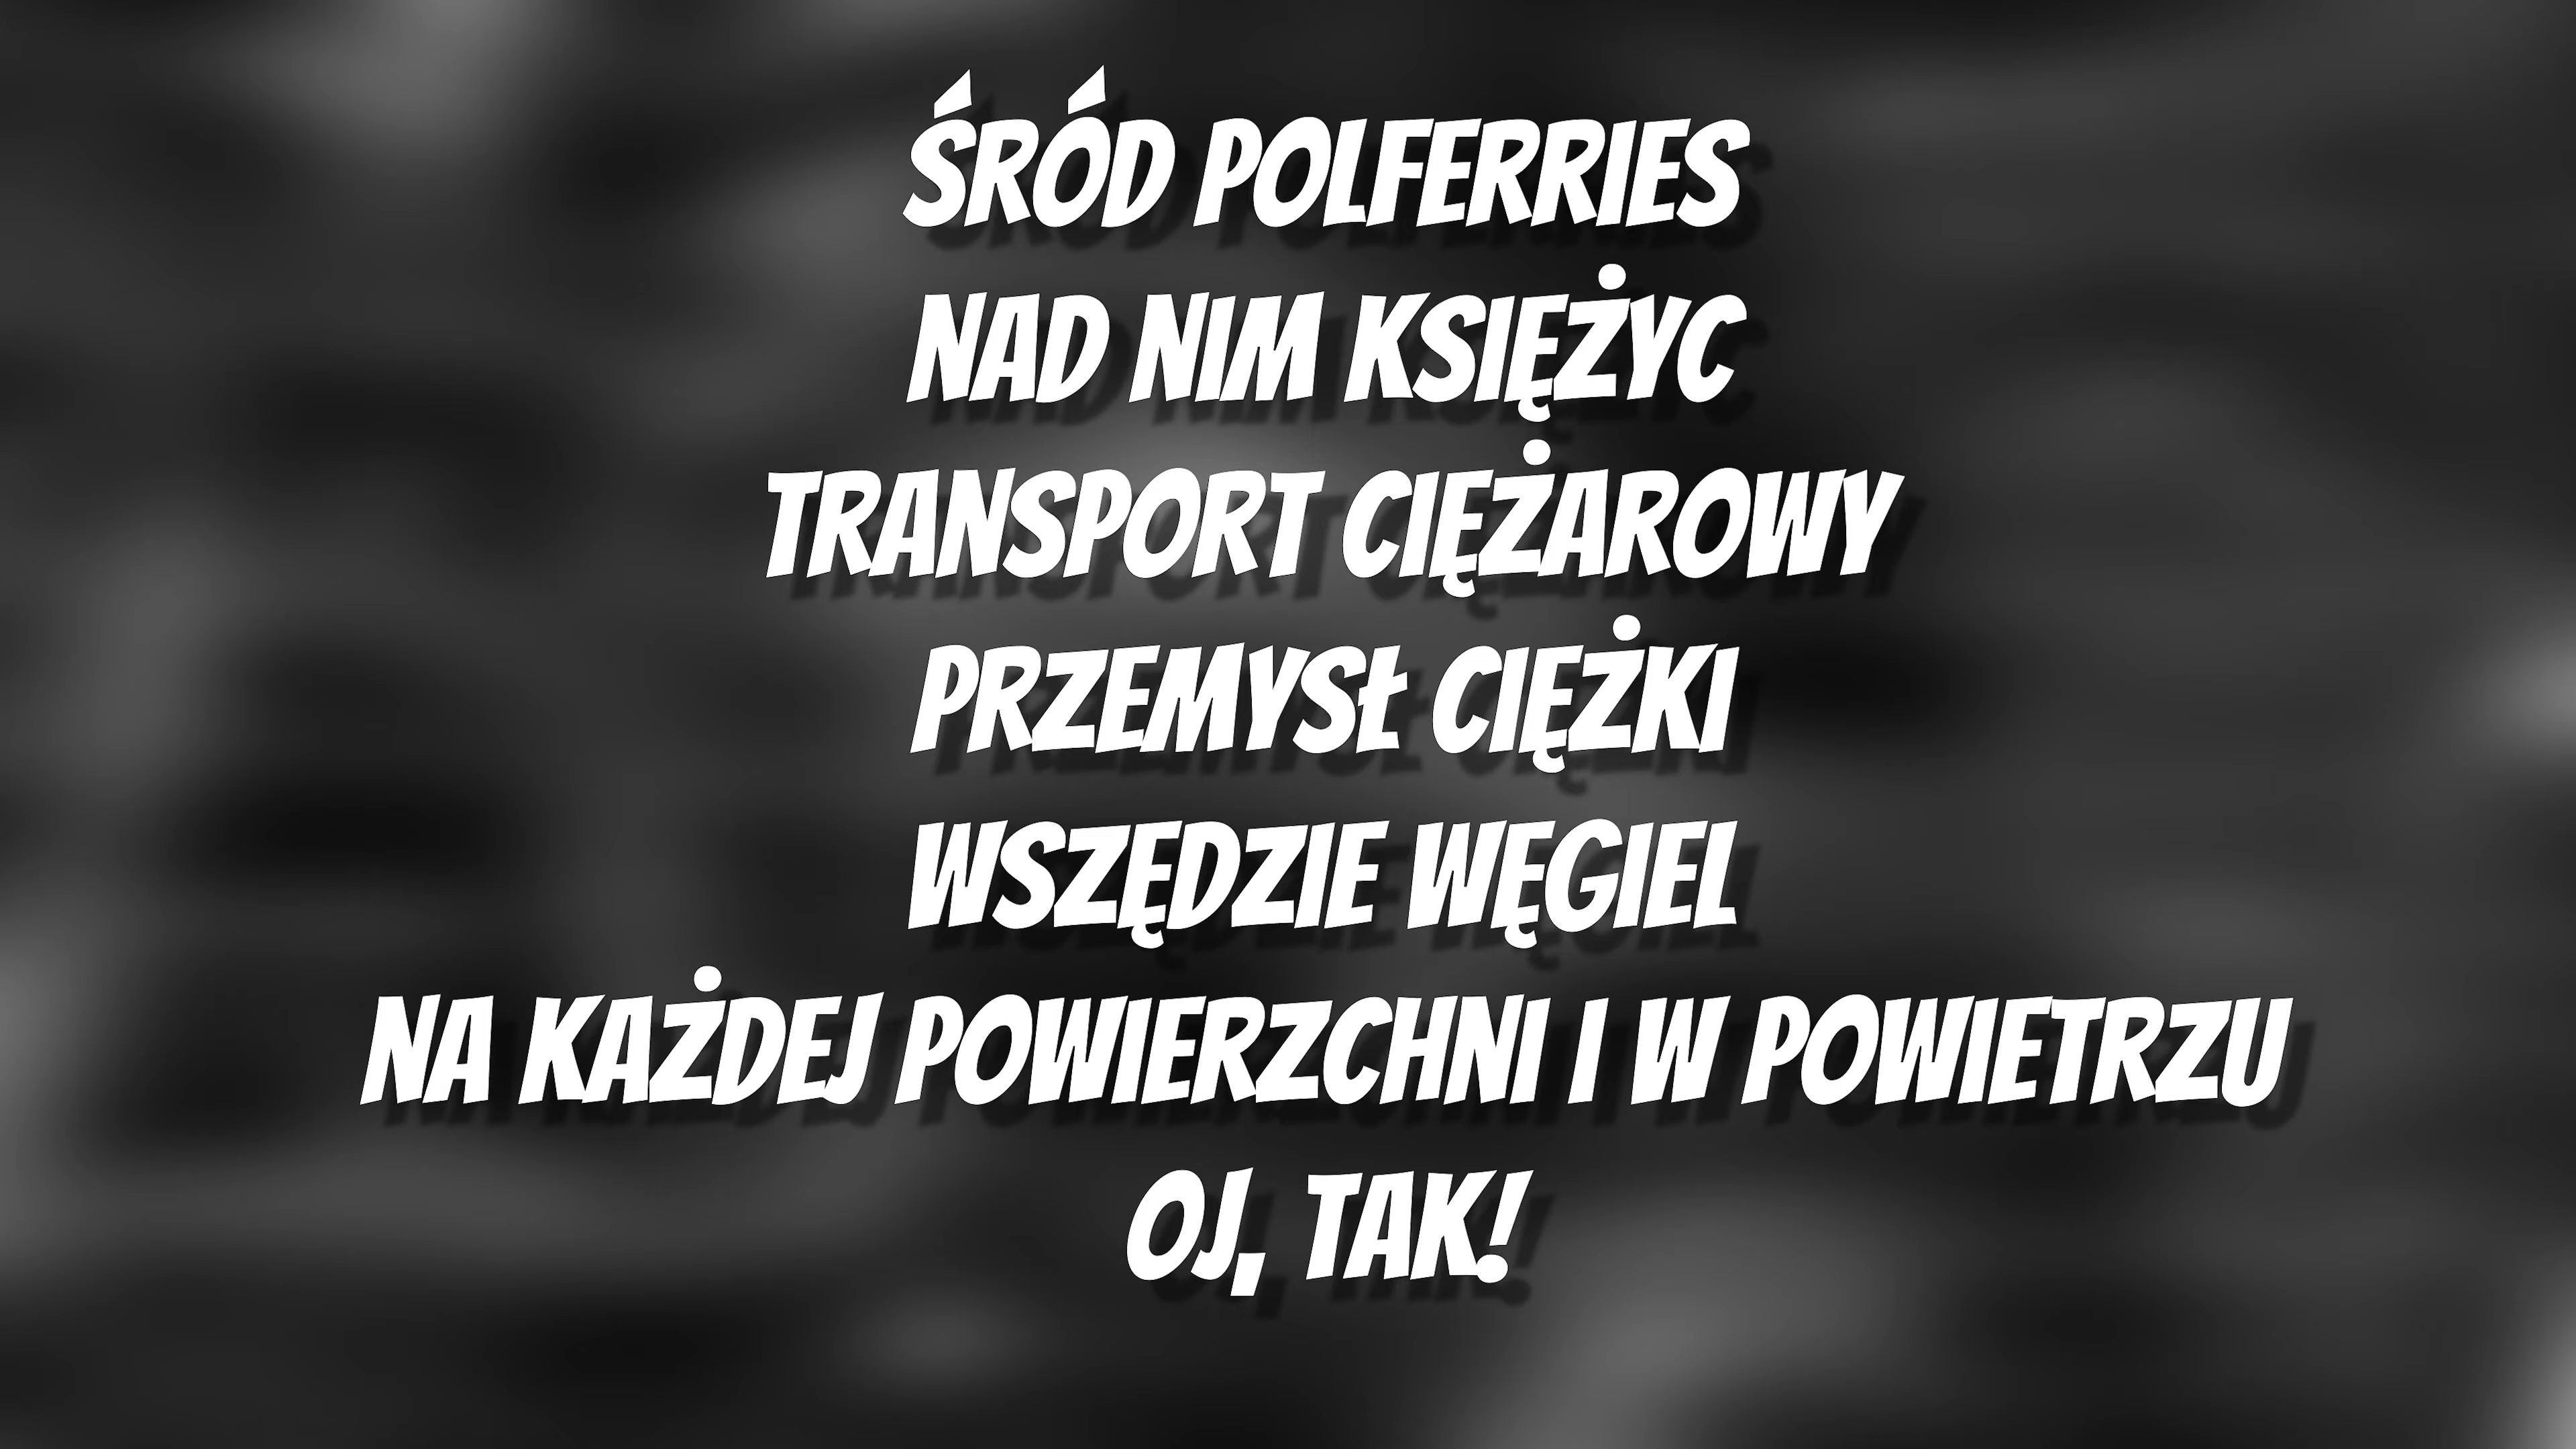 ŚRÓD POLFERRIES
NAD NIM KSIĘŻYC
TRANSPORT CIĘŻAROWY
PRZEMYSŁ CIĘŻKI
WSZĘDZIE WĘGIEL
NA KAŻDEJ POWIERZCHNI I W POWIETRZU
OJ, TAK!